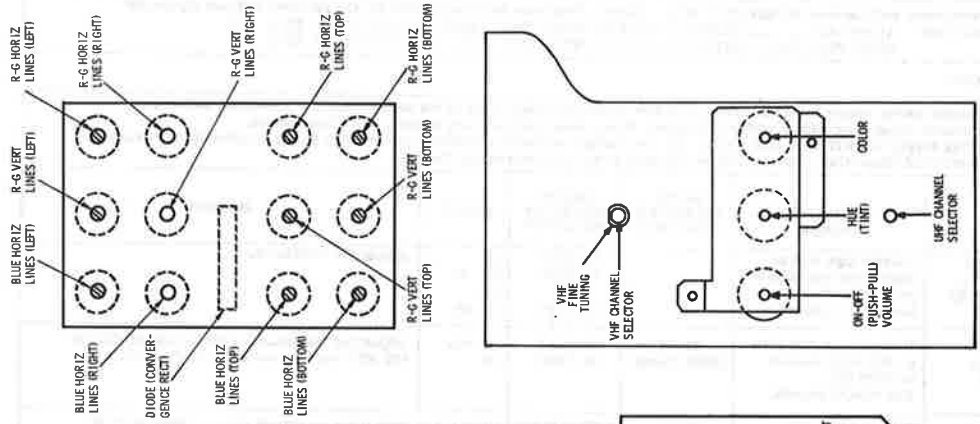 BLUE HORIZ
LINES (LEFT)
R-G VERT
LINES (LEFT)
R-G HORIZ
LINES (LEFT)
R-G HORIZ
LINES (RIGHT)
R-G VERT
LINES (RIGHT)
R-G HORIZ
LINES (TOP)
R-G HORIZ
LINES (BOTTOM)
R-G VERT
LINES (BOTTOM)
R-G VERT
LINES (TOP)
BLUE HORIZ
LINES (RIGHT)
DIODE (CONVER-
GENCE RECT)
BLUE HORIZ
LINES (TOP)
BLUE HORIZ
LINES (BOTTOM)
VHF
FINE
TUNING
VHF CHANNEL
SELECTOR
ON-OFF
(PUSH-PULL)
VOLUME
HUE
(TINT)
COLOR
UHF CHANNEL
SELECTOR